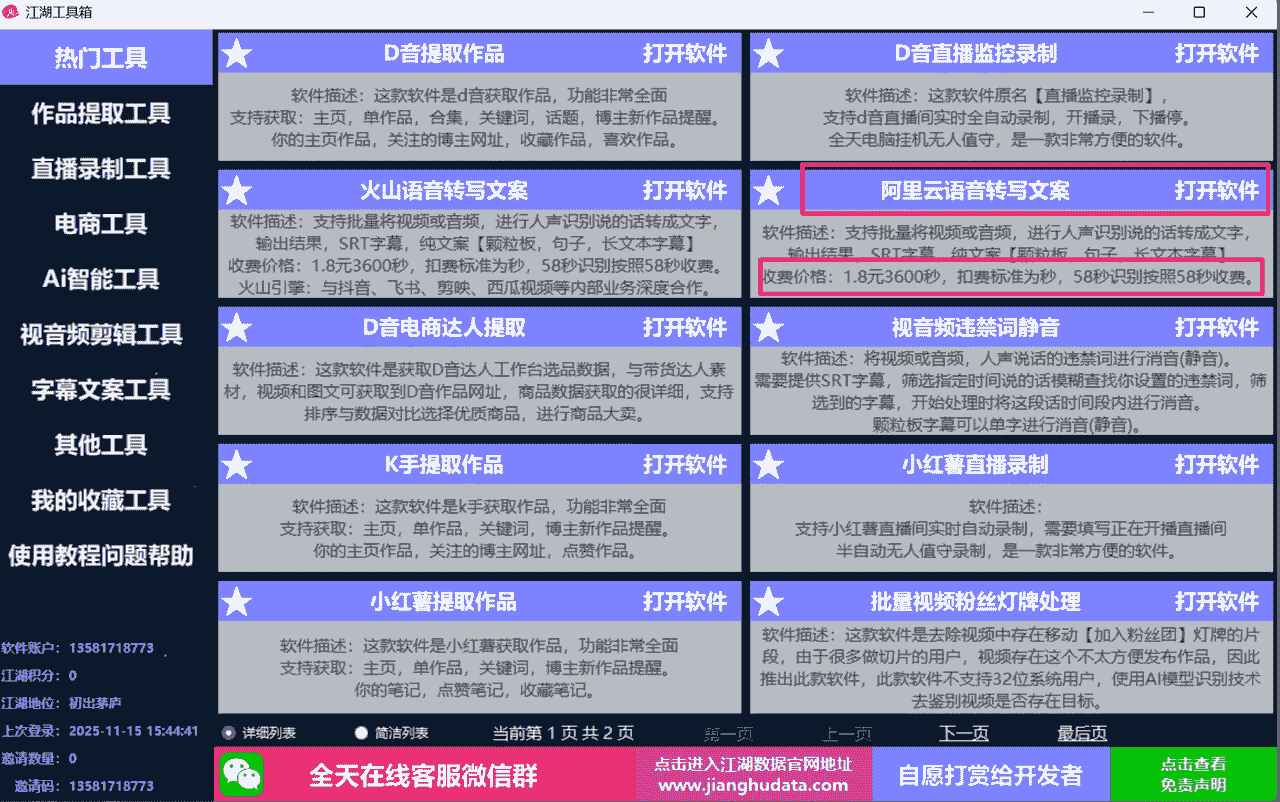 江湖工具箱
热门工具
作品提取工具
直播录制工具
电商工具
Ai智能工具
视音频剪辑工具
字幕文案工具
其他工具
我的收藏工具
使用教程问题帮助
软件账户：13581718773
江湖积分：0
江湖地位：初出茅庐
上次登录：2025-11-15 15:44:41
邀请数量：0
邀请码：13581718773
D音提取作品 打开软件
软件描述：这款软件是d音获取作品，功能非常全面
支持获取：主页，单作品，合集，关键词，话题，博主新作品提醒。
你的主页作品，关注的博主网址，收藏作品，喜欢作品。
D音直播监控录制 打开软件
软件描述：这款软件原名【直播监控录制】，
支持d音直播间实时全自动录制，开播录，下播停。
全天电脑挂机无人值守，是一款非常方便的软件。
火山语音转写文案 打开软件
软件描述：支持批量将视频或音频，进行人声识别说的话转成文字，
输出结果，SRT字幕，纯文案【颗粒板，句子，长文本字幕】
收费价格：1.8元3600秒，扣费标准为秒，58秒识别按照58秒收费。
火山引擎：与抖音、飞书、剪映、西瓜视频等内部业务深度合作。
阿里云语音转写文案 打开软件
软件描述：支持批量将视频或音频，进行人声识别说的话转成文字，
输出结果，SRT字幕，纯文案【颗粒板，句子，长文本字幕】
收费价格：1.8元3600秒，扣费标准为秒，58秒识别按照58秒收费。
D音电商达人提取 打开软件
软件描述：这款软件是获取D音达人工作台选品数据，与带货达人素
材，视频和图文可获取到D音作品网址，商品数据获取的很详细，支持
排序与数据对比选择优质商品，进行商品大卖。
视音频违禁词静音 打开软件
软件描述：将视频或音频，人声说话的违禁词进行消音(静音)。
需要提供SRT字幕，筛选指定时间说的话模糊查找你设置的违禁词，筛
选到的字幕，开始处理时将这段话时间段内进行消音。
颗粒板字幕可以单字进行消音(静音)。
K手提取作品 打开软件
软件描述：这款软件是k手获取作品，功能非常全面
支持获取：主页，单作品，关键词，博主新作品提醒。
你的主页作品，关注的博主网址，点赞作品。
小红薯直播录制 打开软件
软件描述：
支持小红薯直播间实时自动录制，需要填写正在开播直播间
半自动无人值守录制，是一款非常方便的软件。
小红薯提取作品 打开软件
软件描述：这款软件是小红薯获取作品，功能非常全面
支持获取：主页，单作品，关键词，博主新作品提醒。
你的笔记，点赞笔记，收藏笔记。
批量视频粉丝灯牌处理 打开软件
软件描述：这款软件是去除视频中存在移动【加入粉丝团】灯牌的片
段，由于很多做切片的用户，视频存在这个不太方便发布作品，因此
推出此款软件，此款软件不支持32位系统用户，使用AI模型识别技术
去鉴别视频是否存在目标。
详细列表 简洁列表 当前第 1 页 共 2 页 第一页 上一页 下一页 最后页
全天在线客服微信群
点击进入江湖数据官网地址
www.jianghudata.com
自愿打赏给开发者
点击查看
免责声明